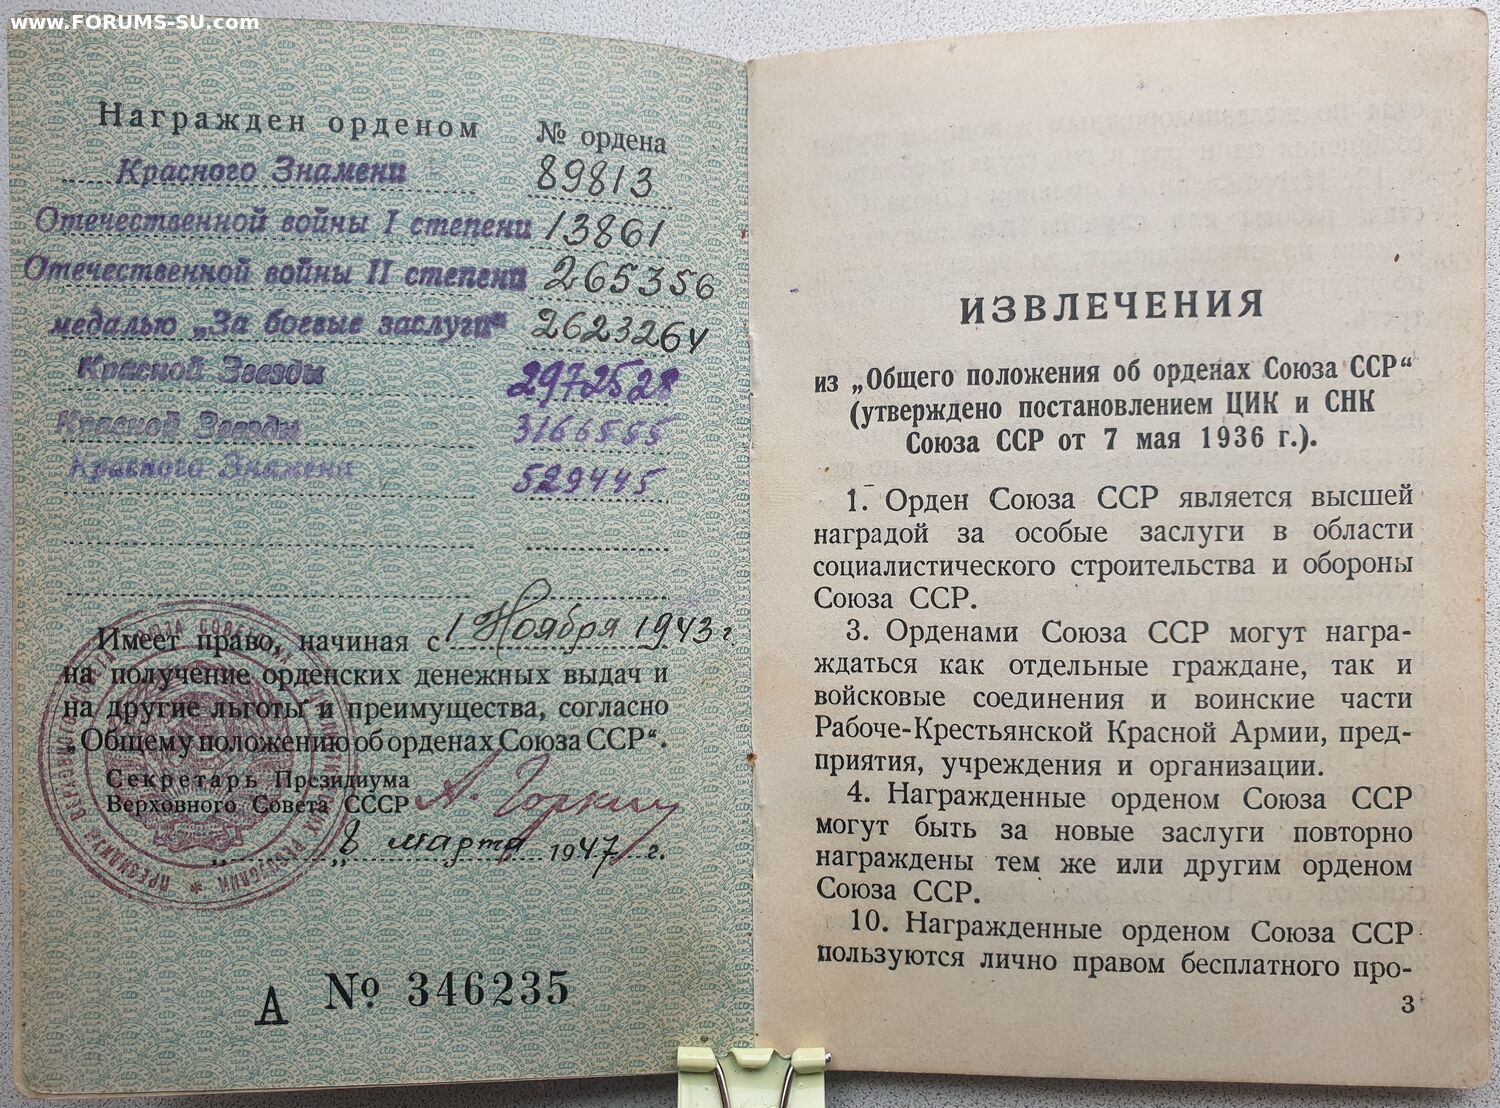 www.FORUMS-SU.com
Награжден орденом № ордена
Красного Знамени 89813
Отечественной войны I степени 13861
Отечественной войны II степени 265356
медалью „За боевые заслуги“ 2623264
Красной Звезды 2972528
Красной Звезды 3166555
Красного Знамени 529445
Имеет право, начиная с 1 Ноября 1943 г.
на получение орденских денежных выдач и
на другие льготы и преимущества, согласно
„Общему положению об орденах Союза ССР“.
Секретарь Президиума
Верховного Совета СССР А. Горкин
„8 марта 1947 г.
А № 346235
ИЗВЛЕЧЕНИЯ
из „Общего положения об орденах Союза ССР“
(утверждено постановлением ЦИК и СНК
Союза ССР от 7 мая 1936 г.).
1. Орден Союза ССР является высшей
наградой за особые заслуги в области
социалистического строительства и обороны
Союза ССР.
3. Орденами Союза ССР могут награ-
ждаться как отдельные граждане, так и
войсковые соединения и воинские части
Рабоче-Крестьянской Красной Армии, пред-
приятия, учреждения и организации.
4. Награжденные орденом Союза ССР
могут быть за новые заслуги повторно
награждены тем же или другим орденом
Союза ССР.
10. Награжденные орденом Союза ССР
пользуются лично правом бесплатного про-
3